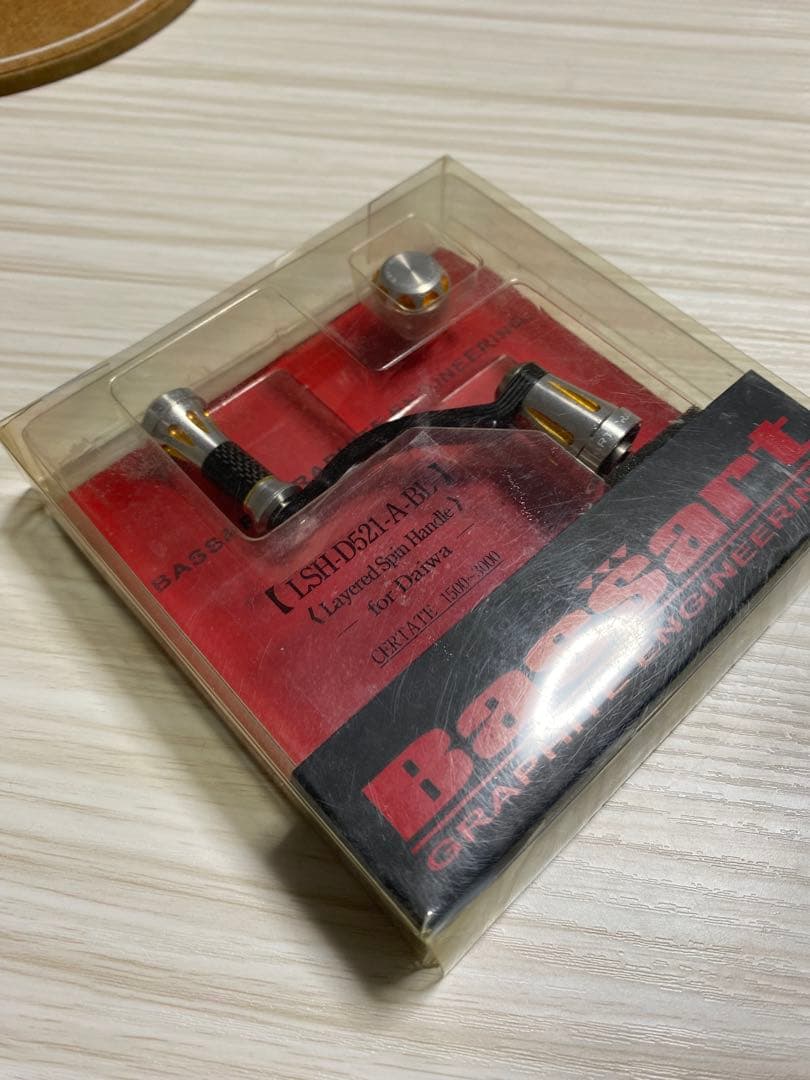 【LSH-D521-A-BL】
《Layered Spin Handle》
for Daiwa
CERTATE 1500~3000
Bassart
GRAPHITE ENGINEERING